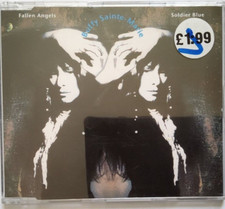 Fallen Angels
Soldier Blue
Buffy Sainte-Marie
£1.99